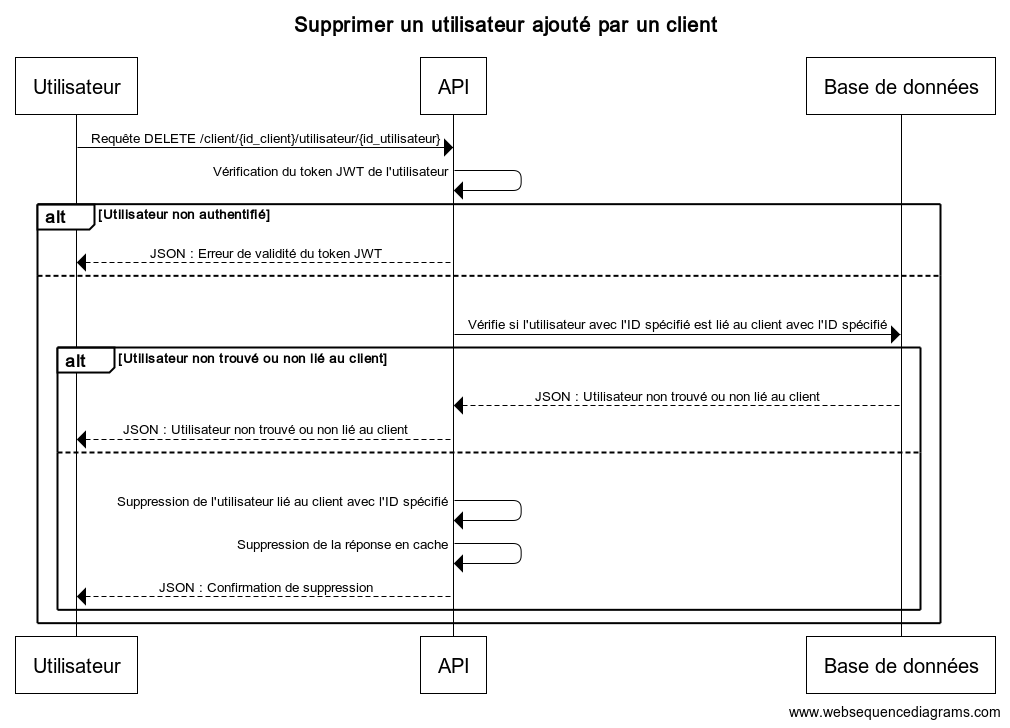 Supprimer un utilisateur ajouté par un client
Utilisateur
API
Base de données
Requête DELETE /client/{id_client}/utilisateur/{id_utilisateur}
Vérification du token JWT de l'utilisateur
alt
[Utilisateur non authentifié]
JSON : Erreur de validité du token JWT
Vérifie si l'utilisateur avec l'ID spécifié est lié au client avec l'ID spécifié
alt
[Utilisateur non trouvé ou non lié au client]
JSON : Utilisateur non trouvé ou non lié au client
JSON : Utilisateur non trouvé ou non lié au client
Suppression de l'utilisateur lié au client avec l'ID spécifié
Suppression de la réponse en cache
JSON : Confirmation de suppression
Utilisateur
API
Base de données
www.websequencediagrams.com